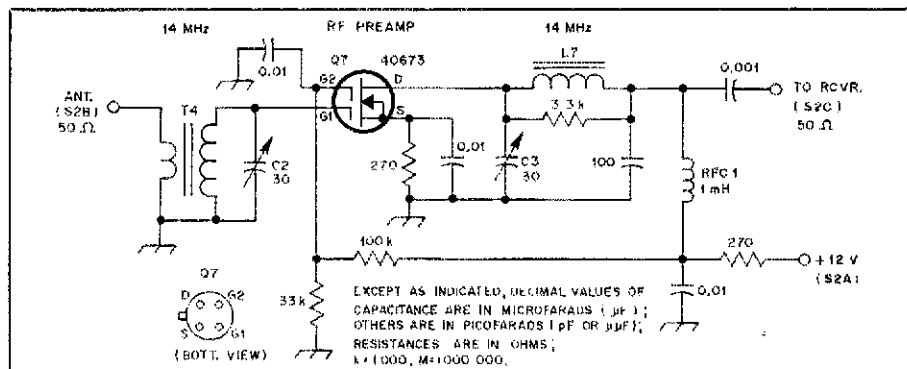 14 MHz
RF PREAMP
14 MHz
0.01
Q7
40673
L7
G2
D
0,001
ANT.
(S2B)
50 Ω
T4
G1
S
3.3k
TO RCVR.
(S2C)
50 Ω
C2
30
270
0,01
C3
30
100
RFC 1
1 mH
100k
270
+12 V
(S2A)
Q7
D
G2
S
G1
(BOTT. VIEW)
33k
0.01
EXCEPT AS INDICATED, DECIMAL VALUES OF
CAPACITANCE ARE IN MICROFARADS (µF);
OTHERS ARE IN PICOFARADS (pF OR µµF);
RESISTANCES ARE IN OHMS;
k=1000, M=1000 000.